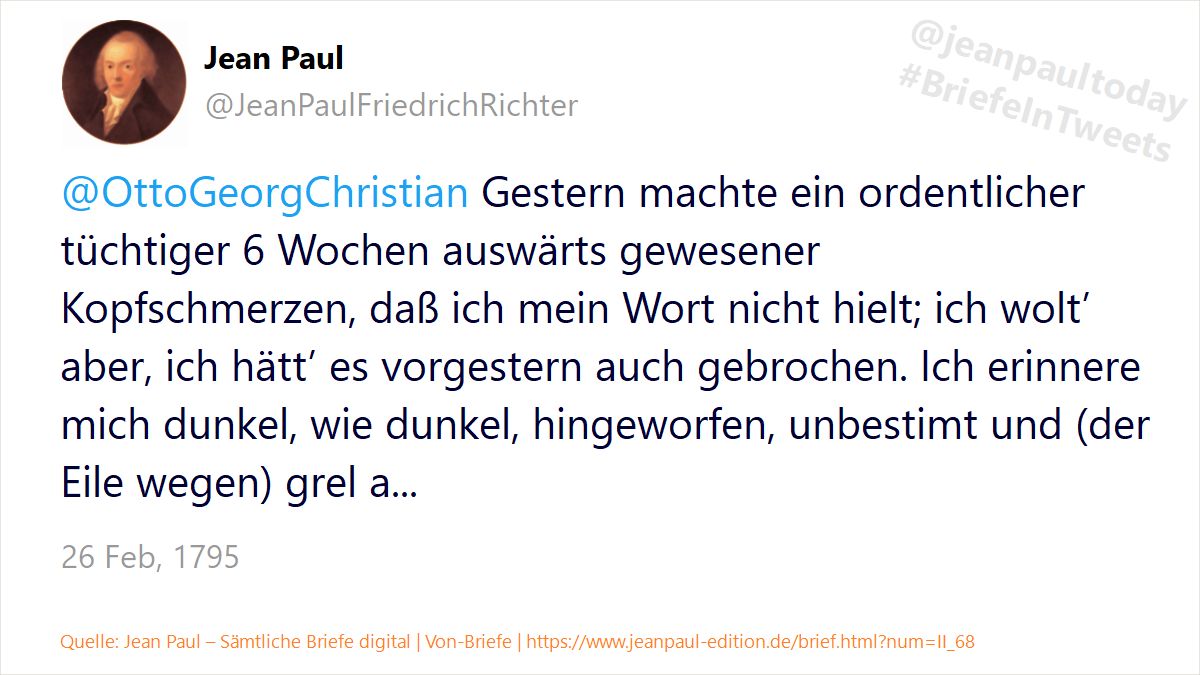 Jean Paul
@JeanPaulFriedrichRichter
@jeanpaultoday
#BriefeInTweets
@OttoGeorgChristian Gestern machte ein ordentlicher
tüchtiger 6 Wochen auswärts gewesener
Kopfschmerzen, daß ich mein Wort nicht hielt; ich wolt’
aber, ich hätt’ es vorgestern auch gebrochen. Ich erinnere
mich dunkel, wie dunkel, hingeworfen, unbestimt und (der
Eile wegen) grel a...
26 Feb, 1795
Quelle: Jean Paul – Sämtliche Briefe digital | Von-Briefe | https://www.jeanpaul-edition.de/brief.html?num=II_68